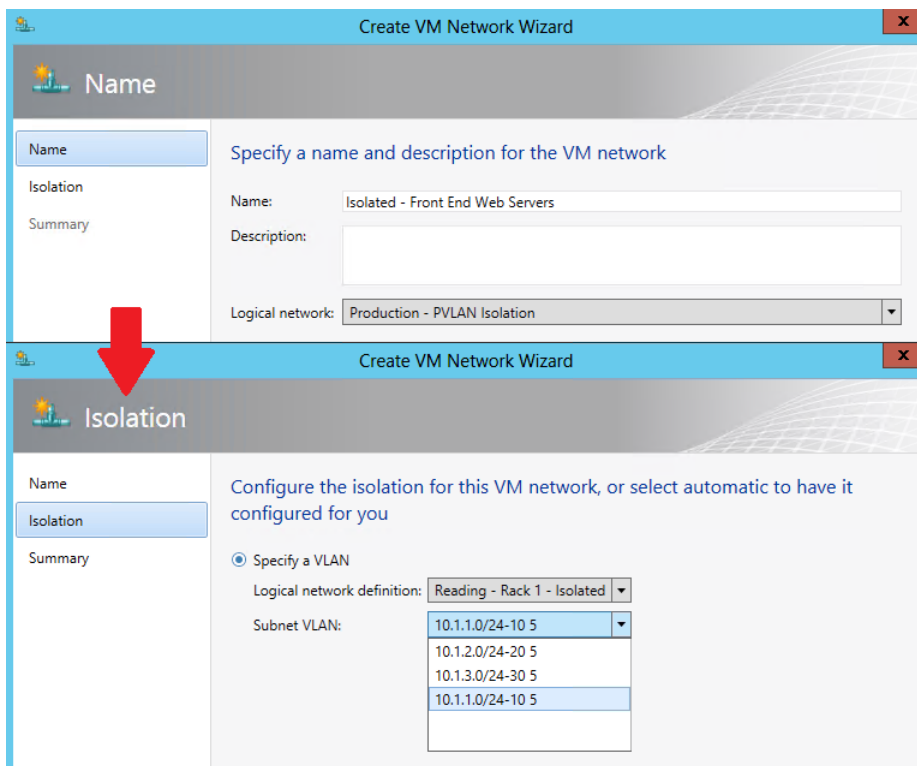 Create VM Network Wizard
x
Name
Name
Isolation
Summary
Specify a name and description for the VM network
Name: Isolated - Front End Web Servers
Description:
Logical network: Production - PVLAN Isolation
Create VM Network Wizard
x
Isolation
Name
Isolation
Summary
Configure the isolation for this VM network, or select automatic to have it
configured for you
Specify a VLAN
Logical network definition: Reading - Rack 1 - Isolated
Subnet VLAN: 10.1.1.0/24-10 5
10.1.2.0/24-20 5
10.1.3.0/24-30 5
10.1.1.0/24-10 5